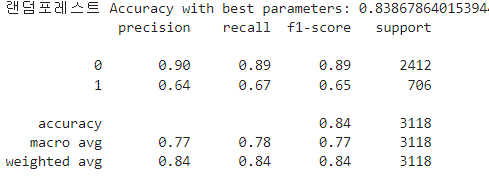 랜덤포레스트 Accuracy with best parameters: 0.8386786401539
precision recall f1-score support
0 0.90 0.89 0.89 2412
1 0.64 0.67 0.65 706
accuracy 0.84 3118
macro avg 0.77 0.78 0.77 3118
weighted avg 0.84 0.84 0.84 3118